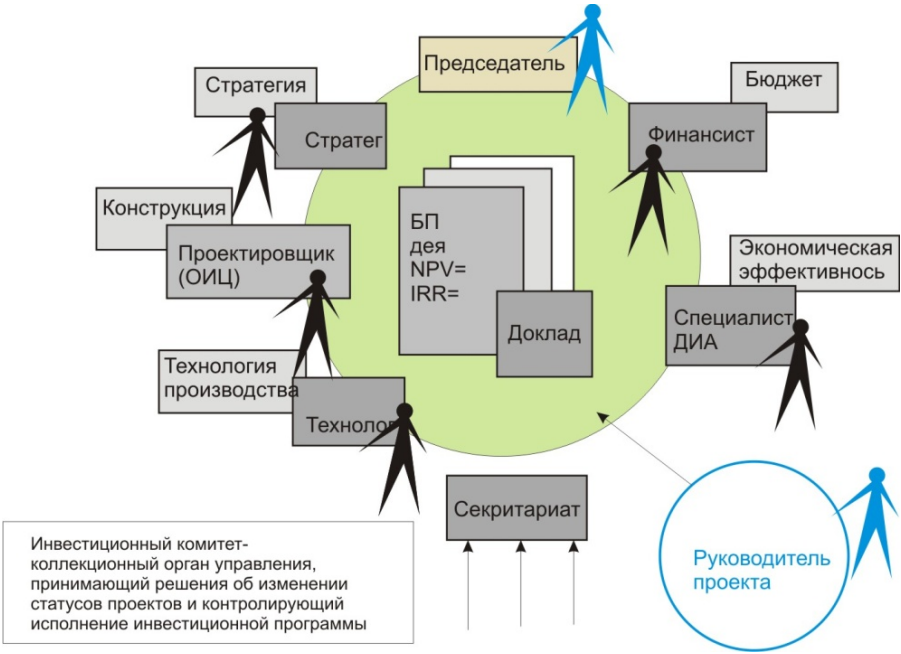 Председатель
Стратегия
Стратег
Бюджет
Финансист
Конструкция
Проектировщик
(ОИЦ)
БП
дея
NPV=
IRR=
Доклад
Экономическая
эффективнось
Специалист
ДИА
Технология
производства
Технолог
Секритариат
Руководитель
проекта
Инвестиционный комитет-
коллекционный орган управления,
принимающий решения об изменении
статусов проектов и контролирующий
исполнение инвестиционной программы